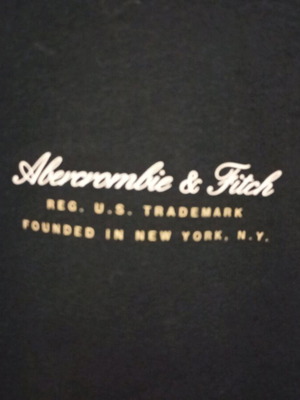 Abercrombie & Fitch
REG. U.S. TRADEMARK
FOUNDED IN NEW YORK, N.Y.